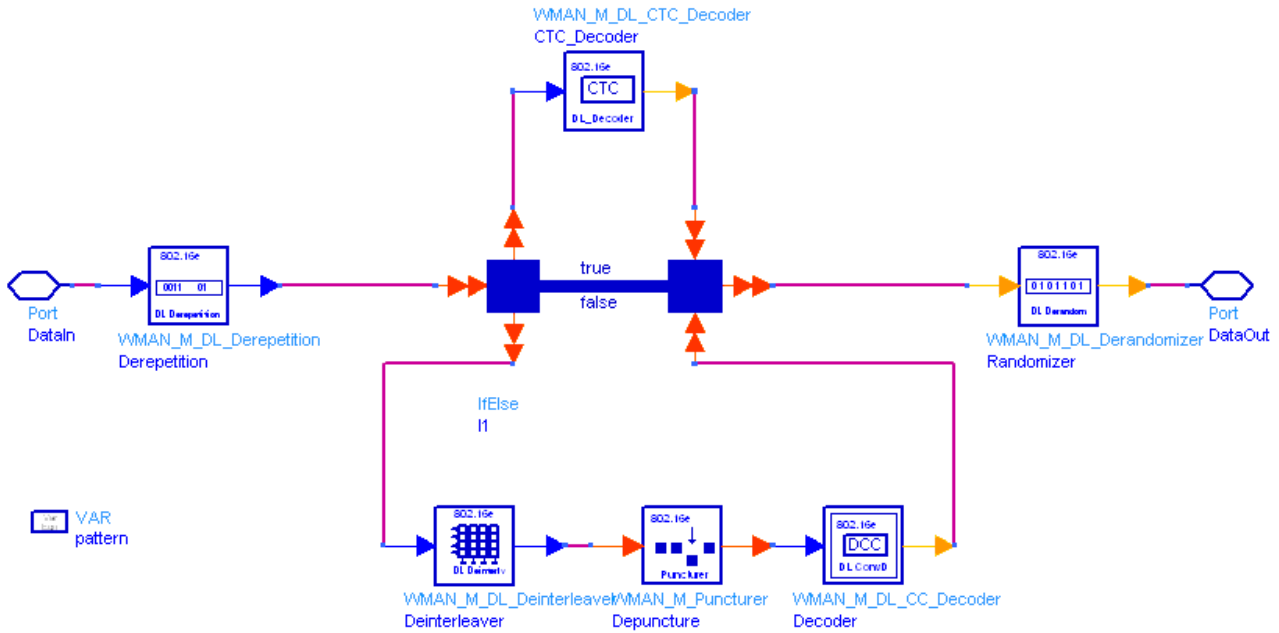 WMAN_M_DL_CTC_Decoder
CTC_Decoder
802.16e
CTC
DL_Decoder
802.16e
0011 01
DL Derepetition
true
false
802.16e
0101101
DL Derandom
Port
DataIn
WMAN_M_DL_Derepetition
Derepetition
WMAN_M_DL_Derandomizer
Randomizer
Port
DataOut
IfElse
I1
VAR
pattern
802.16e
DL Deinterlv
802.16e
Puncturer
802.16e
DCC
DL ConvD
WMAN_M_DL_Deinterleaver
Deinterleaver
WMAN_M_Puncturer
Depuncture
WMAN_M_DL_CC_Decoder
Decoder